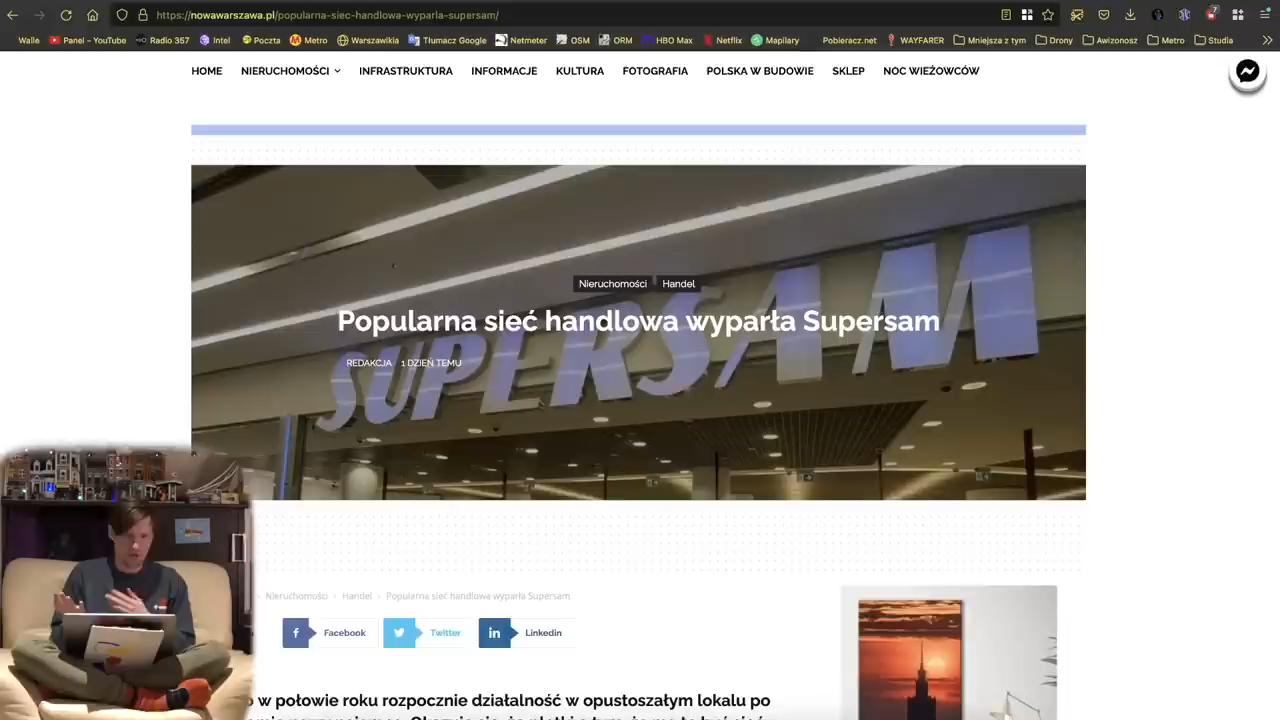 https://nowawarszawa.pl/popularna-siec-handlowa-wyparla-supersam/
7
Walle Panel – YouTube Radio 357 Intel Poczta Metro Warszawikia Tłumacz Google Netmeter OSM ORM HBO Max Netflix Mapilary Pobieracz.net WAYFARER Mniejsza z tym Drony Awizonosz Metro Studia
HOME NIERUCHOMOŚCI INFRASTRUKTURA INFORMACJE KULTURA FOTOGRAFIA POLSKA W BUDOWIE SKLEP NOC WIEŻOWCÓW
Nieruchomości Handel
Popularna sieć handlowa wyparła Supersam
REDAKCJA 1 DZIEŃ TEMU
SUPERSAM
Nieruchomości Handel Popularna sieć handlowa wyparła Supersam
Facebook Twitter Linkedin
w połowie roku rozpocznie działalność w opustoszałym lokalu po